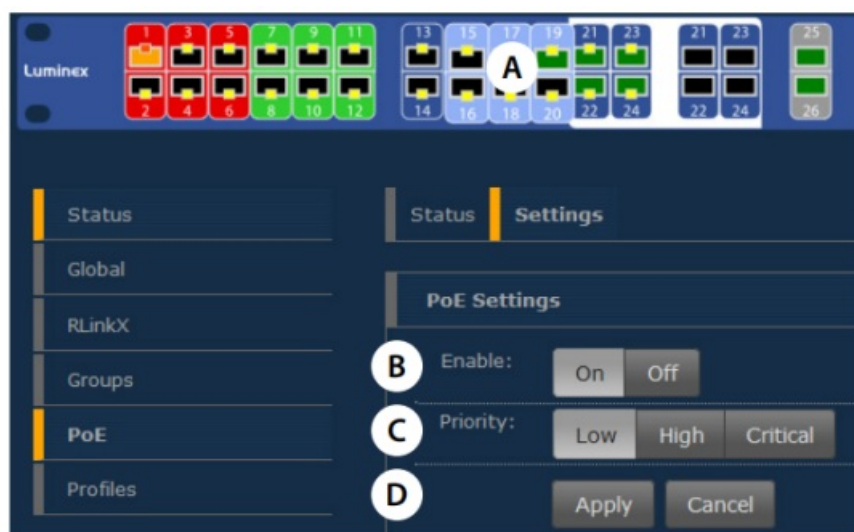 1 3 5 7 9 11 13 15 17 19 21 23 21 23 25
Luminex A
2 4 6 8 10 12 14 16 18 20 22 24 22 24 26
Status
Global
RLinkX
Groups
PoE
Profiles
Status Settings
PoE Settings
B Enable: On Off
C Priority: Low High Critical
D Apply Cancel